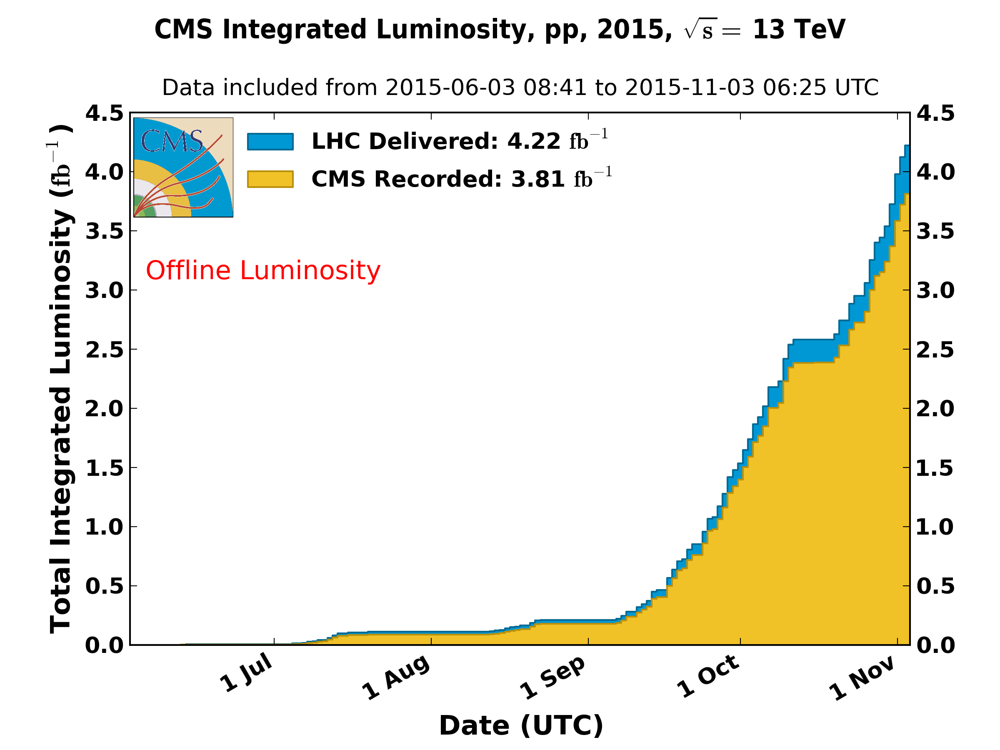 CMS Integrated Luminosity, pp, 2015, √s = 13 TeV
Data included from 2015-06-03 08:41 to 2015-11-03 06:25 UTC
CMS
LHC Delivered: 4.22 fb⁻¹
CMS Recorded: 3.81 fb⁻¹
Offline Luminosity
Total Integrated Luminosity (fb⁻¹)
4.5
4.0
3.5
3.0
2.5
2.0
1.5
1.0
0.5
0.0
4.5
4.0
3.5
3.0
2.5
2.0
1.5
1.0
0.5
0.0
1 Jul
1 Aug
1 Sep
1 Oct
1 Nov
Date (UTC)